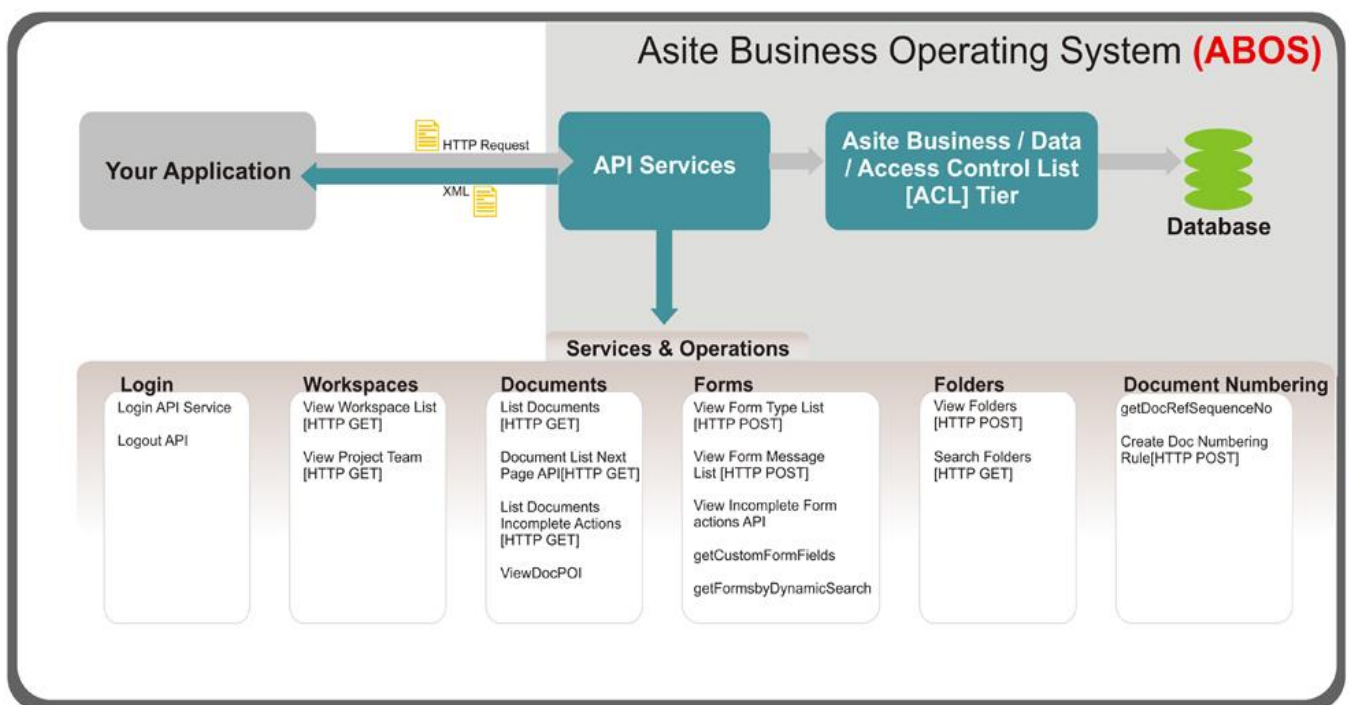 Asite Business Operating System (ABOS)
Your Application
HTTP Request
XML
API Services
Asite Business / Data
/ Access Control List
[ACL] Tier
Database
Services & Operations
Login
Login API Service
Logout API
Workspaces
View Workspace List
[HTTP GET]
View Project Team
[HTTP GET]
Documents
List Documents
[HTTP GET]
Document List Next
Page API[HTTP GET]
List Documents
Incomplete Actions
[HTTP GET]
ViewDocPOI
Forms
View Form Type List
[HTTP POST]
View Form Message
List [HTTP POST]
View Incomplete Form
actions API
getCustomFormFields
getFormsbyDynamicSearch
Folders
View Folders
[HTTP POST]
Search Folders
[HTTP GET]
Document Numbering
getDocRefSequenceNo
Create Doc Numbering
Rule[HTTP POST]